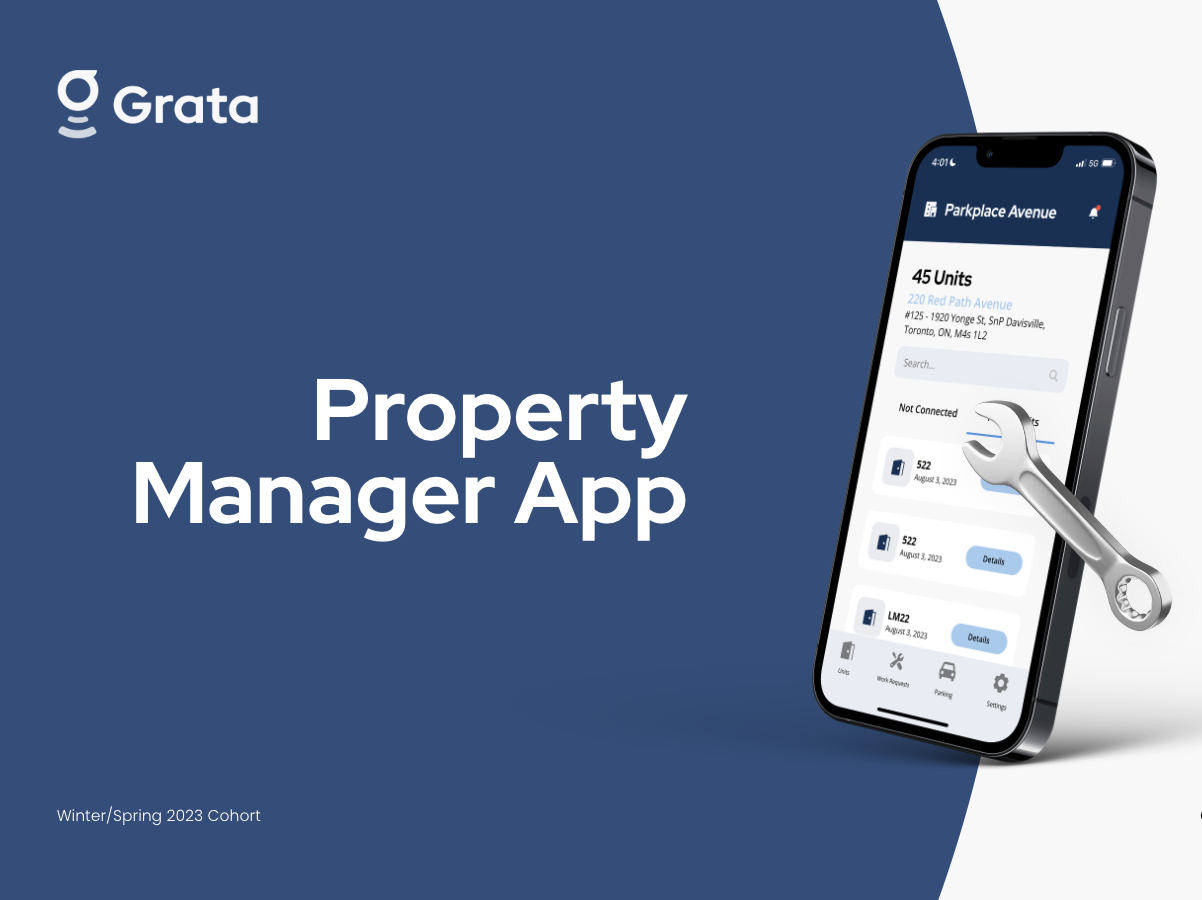 Grata
Property
Manager App
Winter/Spring 2023 Cohort
4:01
5G
Parkplace Avenue
45 Units
220 Red Path Avenue
#125 - 1920 Yonge St, SnP Davisville,
Toronto, ON, M4s 1L2
Search...
Not Connected
522
August 3, 2023
522
August 3, 2023
Details
LM22
August 3, 2023
Details
Units
Work Requests
Parking
Settings